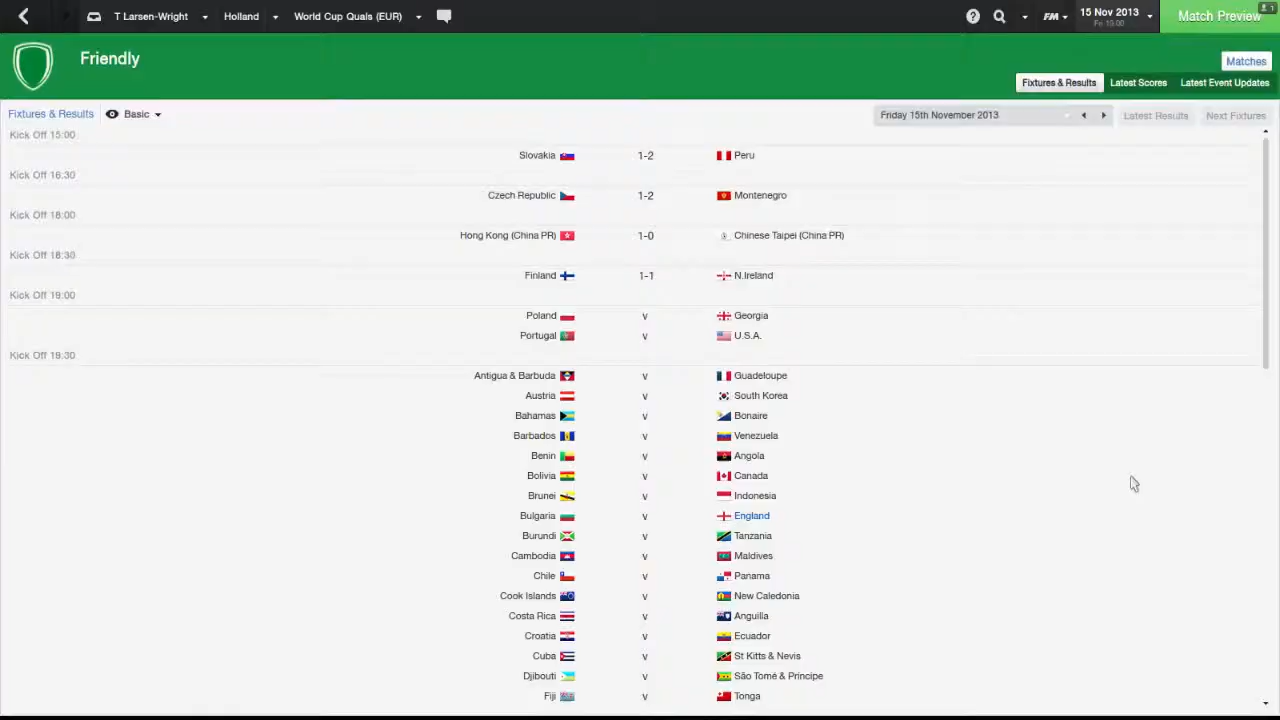 T Larsen-Wright Holland World Cup Quals (EUR) ? FM 15 Nov 2013 Match Preview 1
Fri 19:00
Friendly
Matches
Fixtures & Results Latest Scores Latest Event Updates
Fixtures & Results Basic Friday 15th November 2013 Latest Results Next Fixtures
Kick Off 15:00
Slovakia 1-2 Peru
Kick Off 16:30
Czech Republic 1-2 Montenegro
Kick Off 18:00
Hong Kong (China PR) 1-0 Chinese Taipei (China PR)
Kick Off 18:30
Finland 1-1 N.Ireland
Kick Off 19:00
Poland v Georgia
Portugal v U.S.A.
Kick Off 19:30
Antigua & Barbuda v Guadeloupe
Austria v South Korea
Bahamas v Bonaire
Barbados v Venezuela
Benin v Angola
Bolivia v Canada
Brunei v Indonesia
Bulgaria v England
Burundi v Tanzania
Cambodia v Maldives
Chile v Panama
Cook Islands v New Caledonia
Costa Rica v Anguilla
Croatia v Ecuador
Cuba v St Kitts & Nevis
Djibouti v São Tomé & Príncipe
Fiji v Tonga